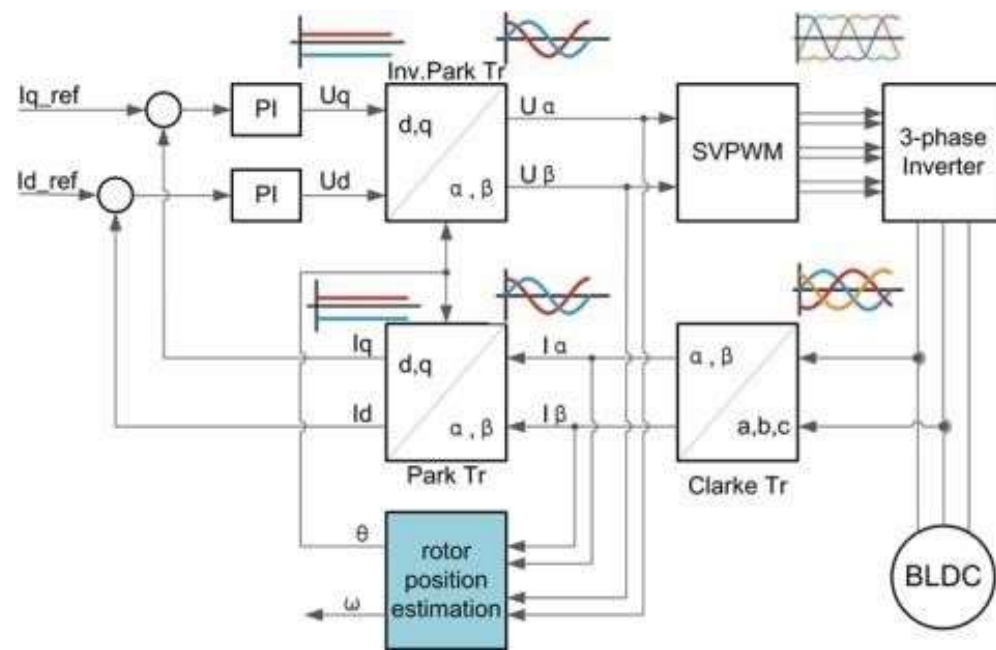 Inv.Park Tr
Iq_ref
PI
Uq
d,q
α , β
U α
U β
SVPWM
3-phase
Inverter
Id_ref
PI
Ud
Iq
Id
d,q
α , β
Park Tr
I α
I β
α , β
a,b,c
Clarke Tr
θ
ω
rotor
position
estimation
BLDC